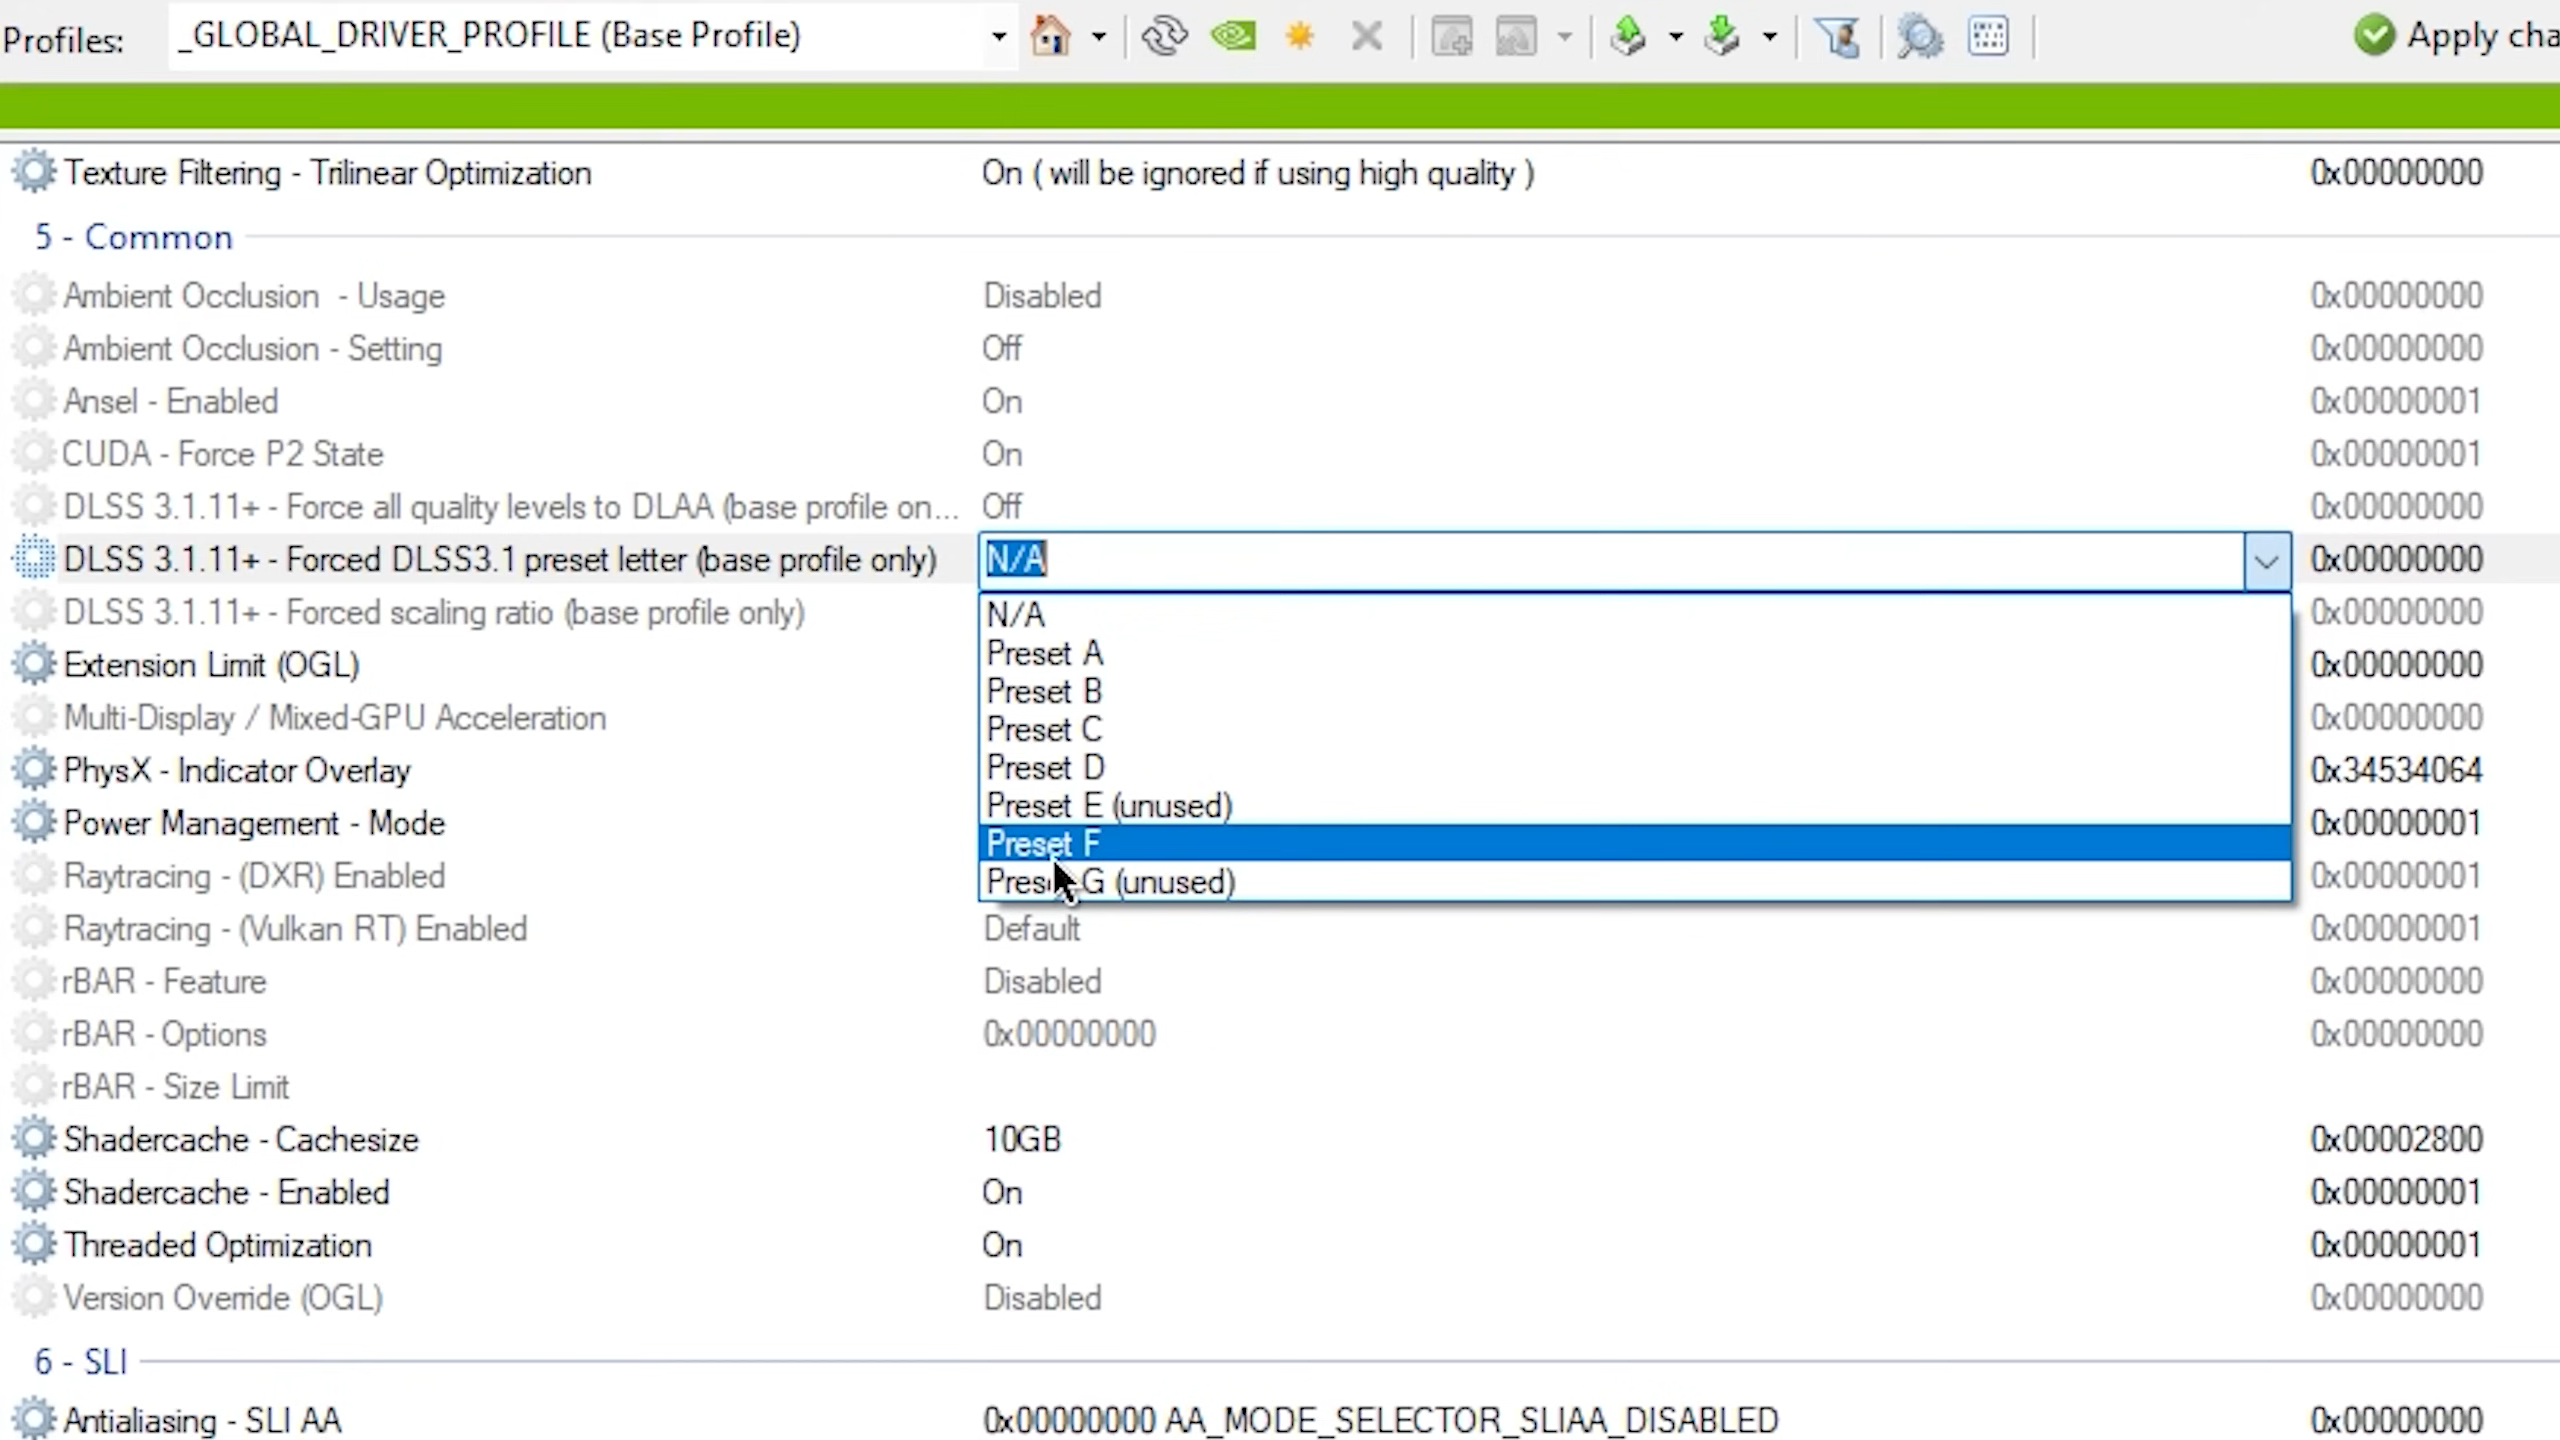 Profiles: _GLOBAL_DRIVER_PROFILE (Base Profile) Apply cha
Texture Filtering - Trilinear Optimization On ( will be ignored if using high quality ) 0x00000000
5 - Common
Ambient Occlusion - Usage Disabled 0x00000000
Ambient Occlusion - Setting Off 0x00000000
Ansel - Enabled On 0x00000001
CUDA - Force P2 State On 0x00000001
DLSS 3.1.11+ - Force all quality levels to DLAA (base profile on... Off 0x00000000
DLSS 3.1.11+ - Forced DLSS3.1 preset letter (base profile only) N/A 0x00000000
DLSS 3.1.11+ - Forced scaling ratio (base profile only) 0x00000000
N/A
Preset A
Preset B
Preset C
Preset D
Preset E (unused)
Preset F
Preset G (unused)
Extension Limit (OGL) 0x00000000
Multi-Display / Mixed-GPU Acceleration 0x00000000
PhysX - Indicator Overlay 0x34534064
Power Management - Mode 0x00000001
Raytracing - (DXR) Enabled 0x00000001
Raytracing - (Vulkan RT) Enabled Default 0x00000001
rBAR - Feature Disabled 0x00000000
rBAR - Options 0x00000000 0x00000000
rBAR - Size Limit
Shadercache - Cachesize 10GB 0x00002800
Shadercache - Enabled On 0x00000001
Threaded Optimization On 0x00000001
Version Override (OGL) Disabled 0x00000000
6 - SLI
Antialiasing - SLI AA 0x00000000 AA_MODE_SELECTOR_SLIAA_DISABLED 0x00000000